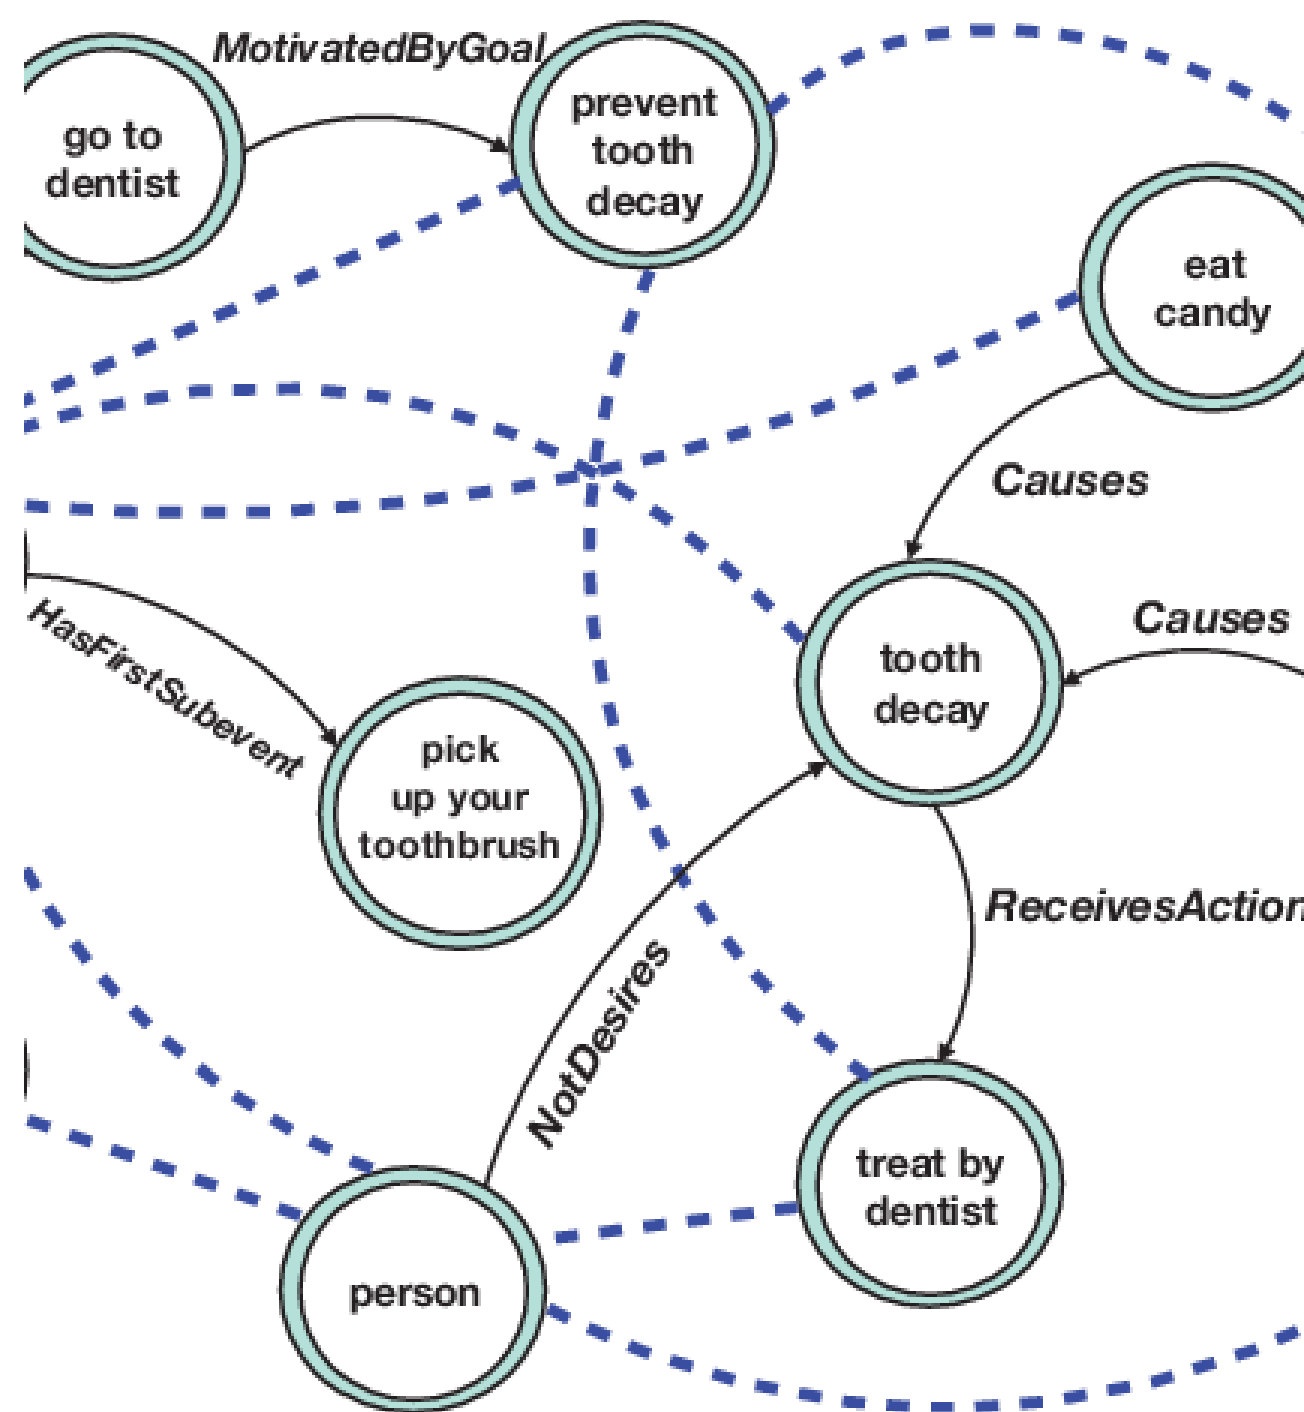 MotivatedByGoal
go to
dentist
prevent
tooth
decay
eat
candy
Causes
HasFirstSubevent
Causes
tooth
decay
pick
up your
toothbrush
ReceivesAction
NotDesires
treat by
dentist
person